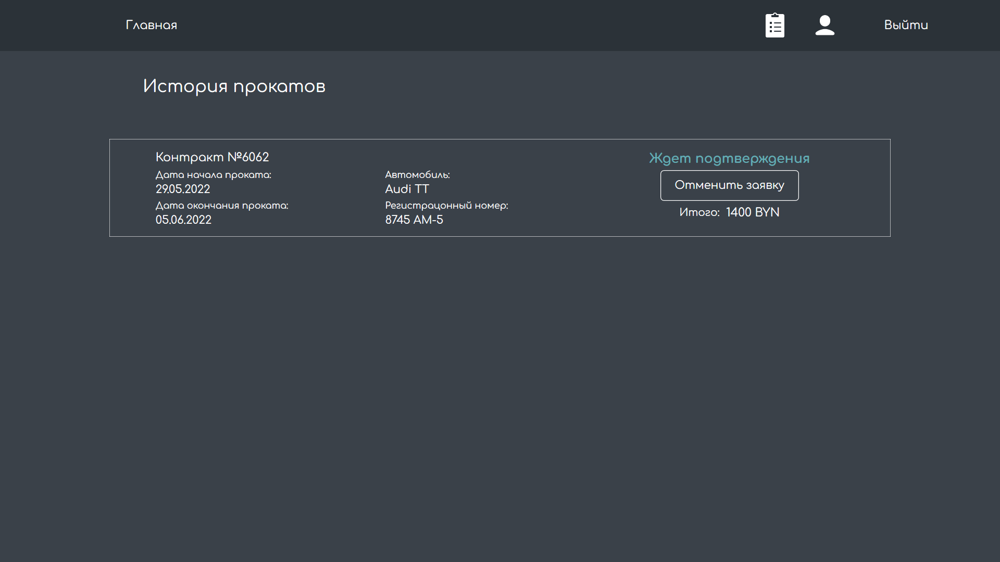 Главная
Выйти
История прокатов
Контракт №6062
Дата начала проката:
29.05.2022
Дата окончания проката:
05.06.2022
Автомобиль:
Audi TT
Регистрацонный номер:
8745 AM-5
Ждет подтверждения
Отменить заявку
Итого: 1400 BYN